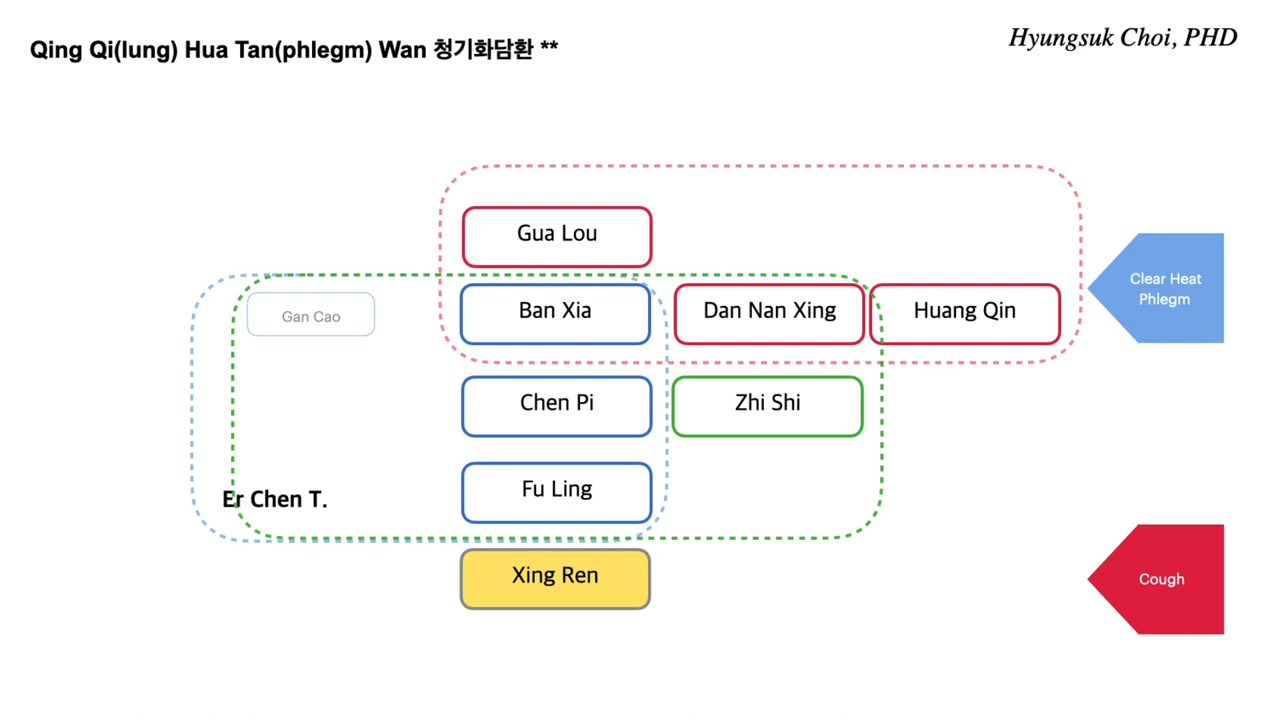 Qing Qi(lung) Hua Tan(phlegm) Wan 청기화담환 **
Hyungsuk Choi, PHD
Gua Lou
Gan Cao
Ban Xia
Dan Nan Xing
Huang Qin
Clear Heat
Phlegm
Chen Pi
Zhi Shi
Er Chen T.
Fu Ling
Xing Ren
Cough